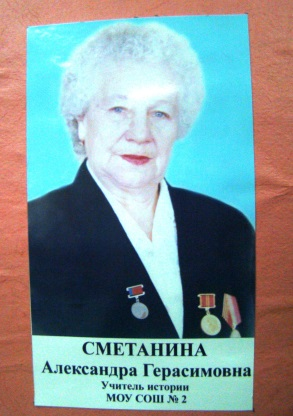 СМЕТАНИНА
Александра Герасимовна
Учитель истории
МОУ СОШ № 2